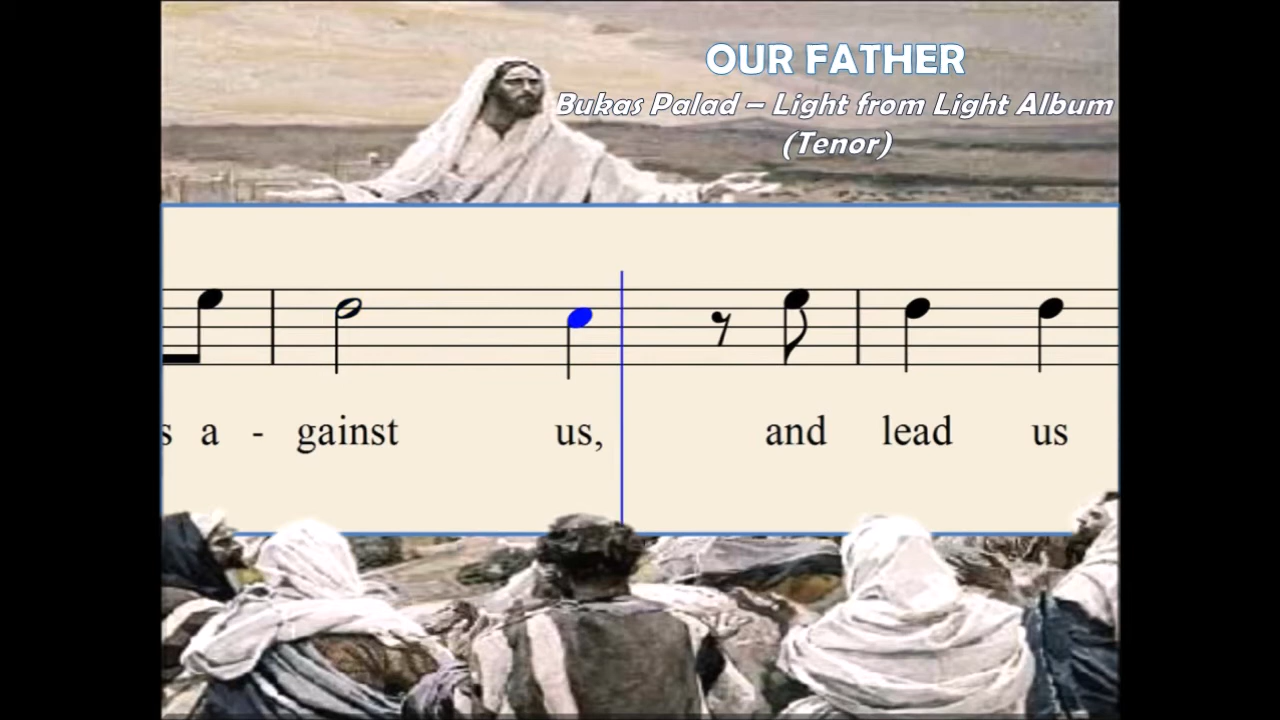 OUR FATHER
Bukas Palad – Light from Light Album
(Tenor)
s a - gainst us, and lead us